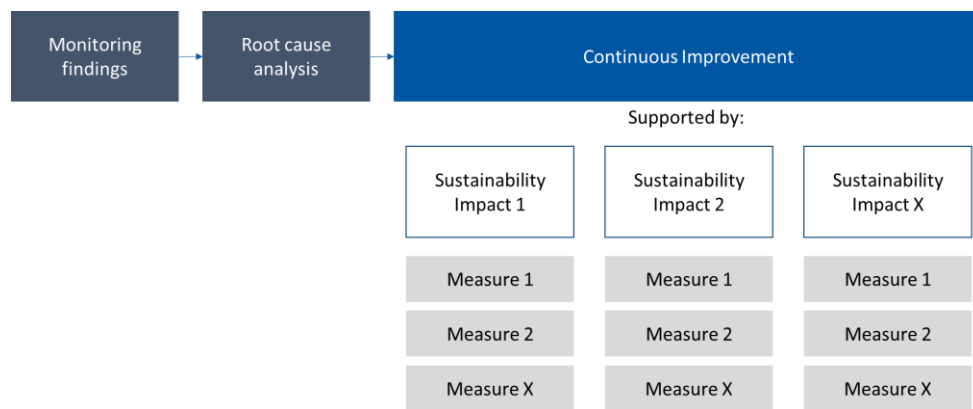 Monitoring
findings
Root cause
analysis
Continuous Improvement
Supported by:
Sustainability
Impact 1
Sustainability
Impact 2
Sustainability
Impact X
Measure 1
Measure 1
Measure 1
Measure 2
Measure 2
Measure 2
Measure X
Measure X
Measure X